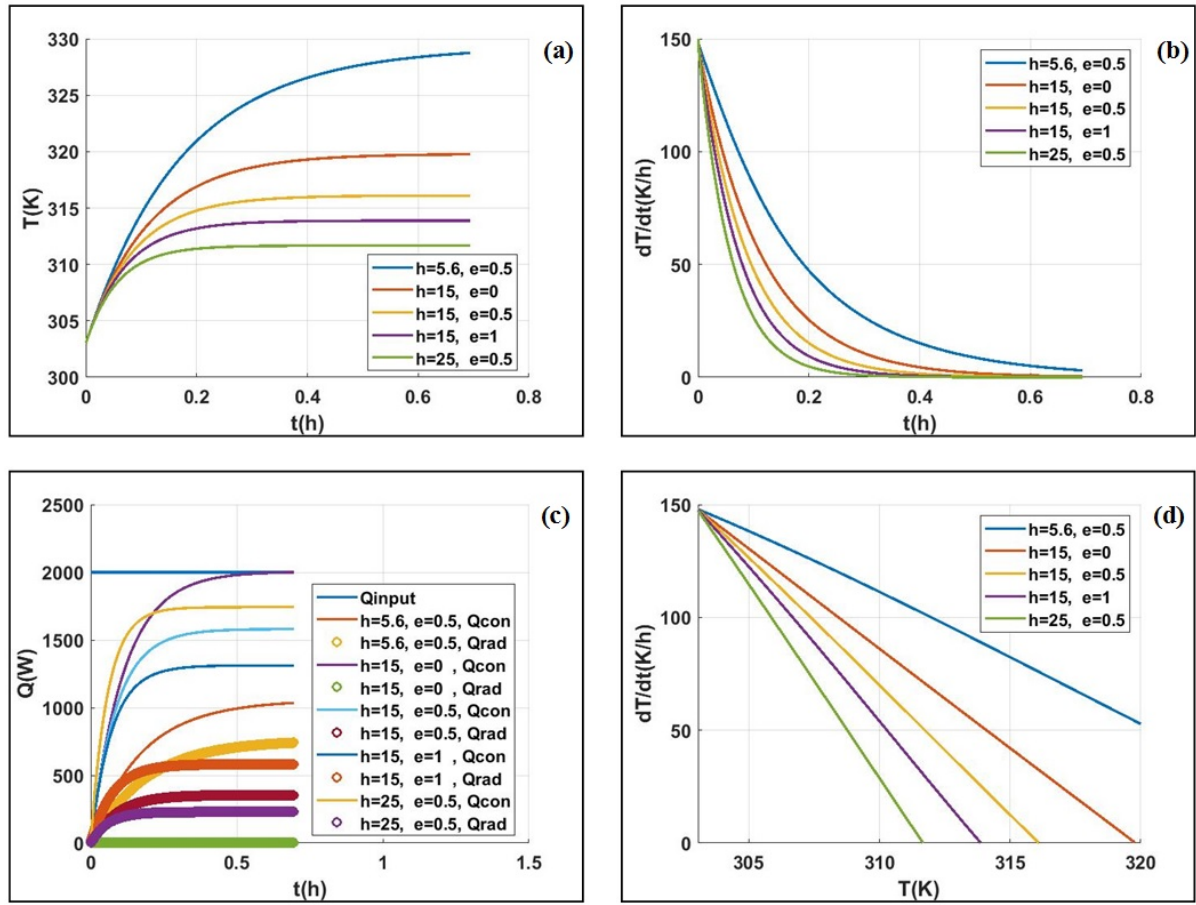 (a)
T(K)
330
325
320
315
310
305
300
0
0.2
0.4
0.6
0.8
t(h)
h=5.6, e=0.5
h=15, e=0
h=15, e=0.5
h=15, e=1
h=25, e=0.5
(b)
dT/dt(K/h)
150
100
50
0
0
0.2
0.4
0.6
0.8
t(h)
h=5.6, e=0.5
h=15, e=0
h=15, e=0.5
h=15, e=1
h=25, e=0.5
(c)
Q(W)
2500
2000
1500
1000
500
0
0
0.5
1
1.5
t(h)
Qinput
h=5.6, e=0.5, Qcon
h=5.6, e=0.5, Qrad
h=15, e=0 , Qcon
h=15, e=0 , Qrad
h=15, e=0.5, Qcon
h=15, e=0.5, Qrad
h=15, e=1 , Qcon
h=15, e=1 , Qrad
h=25, e=0.5, Qcon
h=25, e=0.5, Qrad
(d)
dT/dt(K/h)
150
100
50
0
305
310
315
320
T(K)
h=5.6, e=0.5
h=15, e=0
h=15, e=0.5
h=15, e=1
h=25, e=0.5